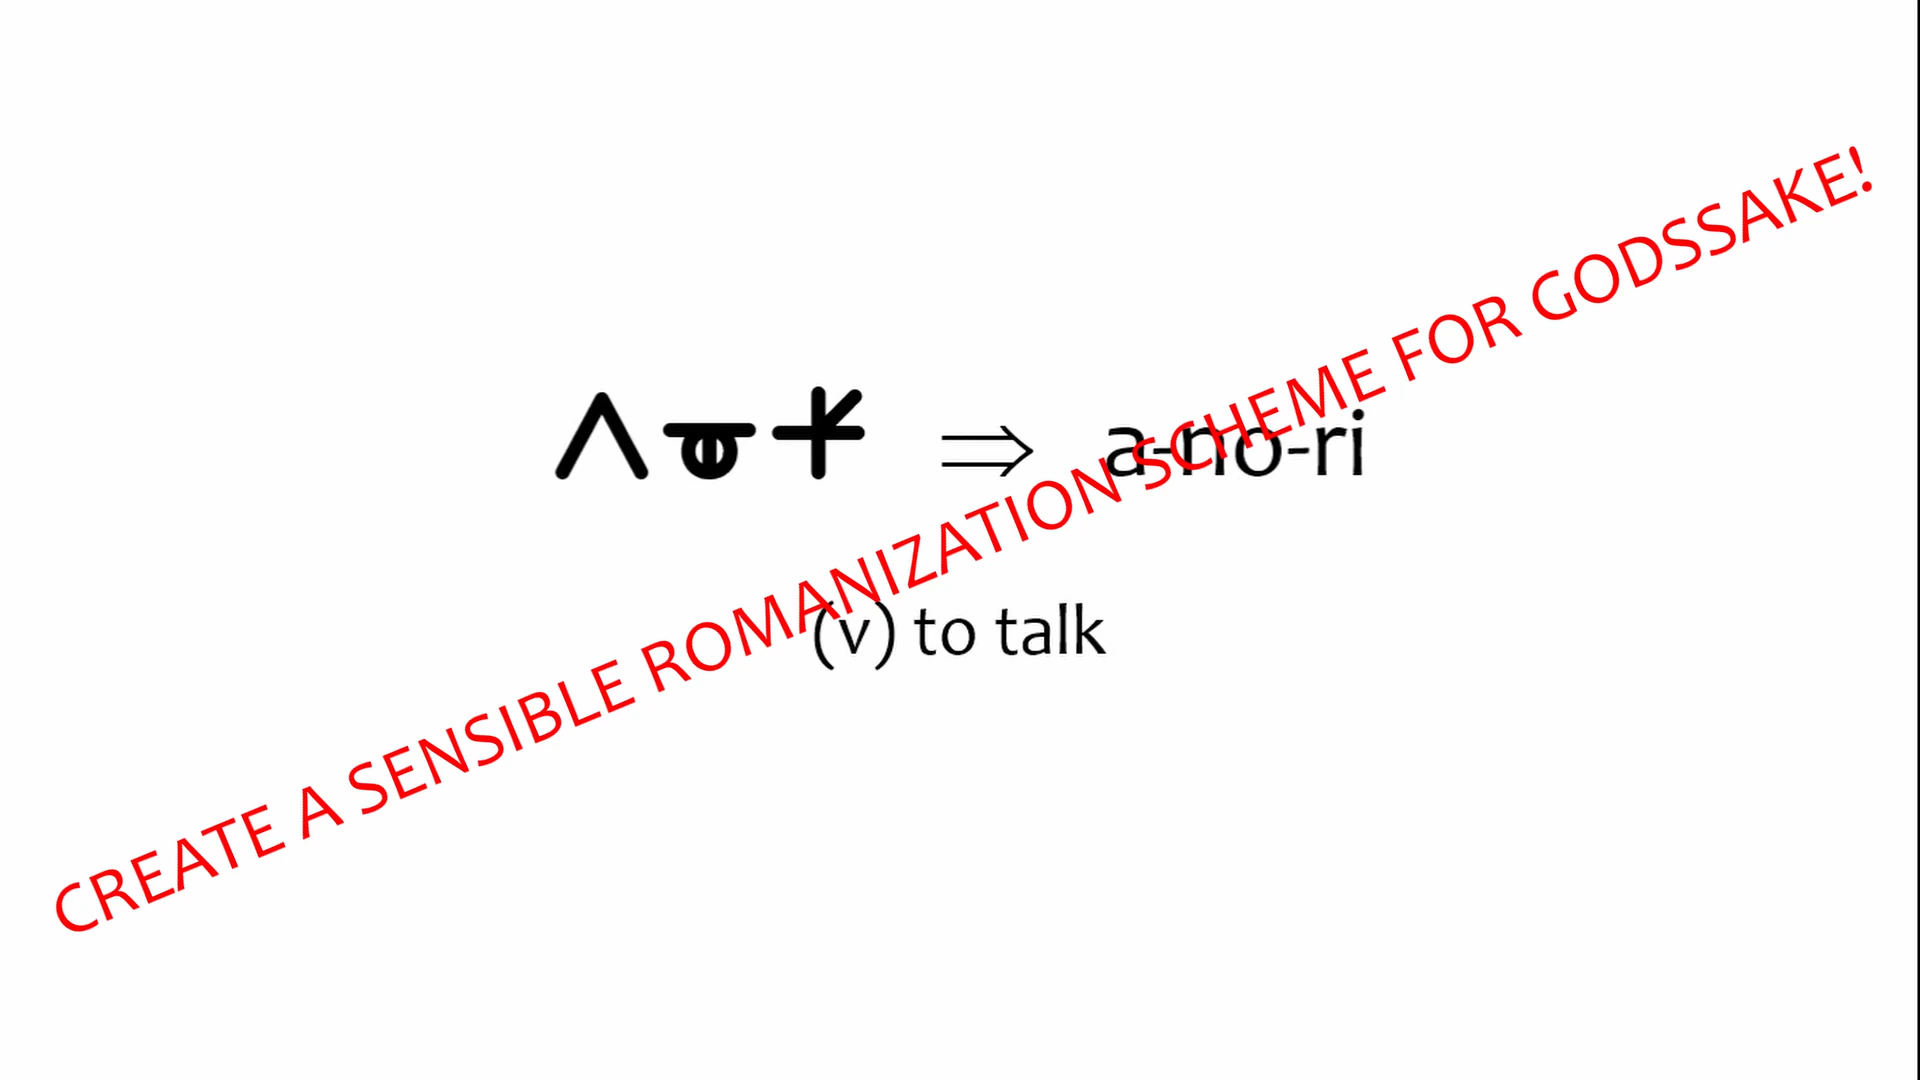 ⇒ a-no-ri
(v) to talk
CREATE A SENSIBLE ROMANIZATION SCHEME FOR GODSSAKE!